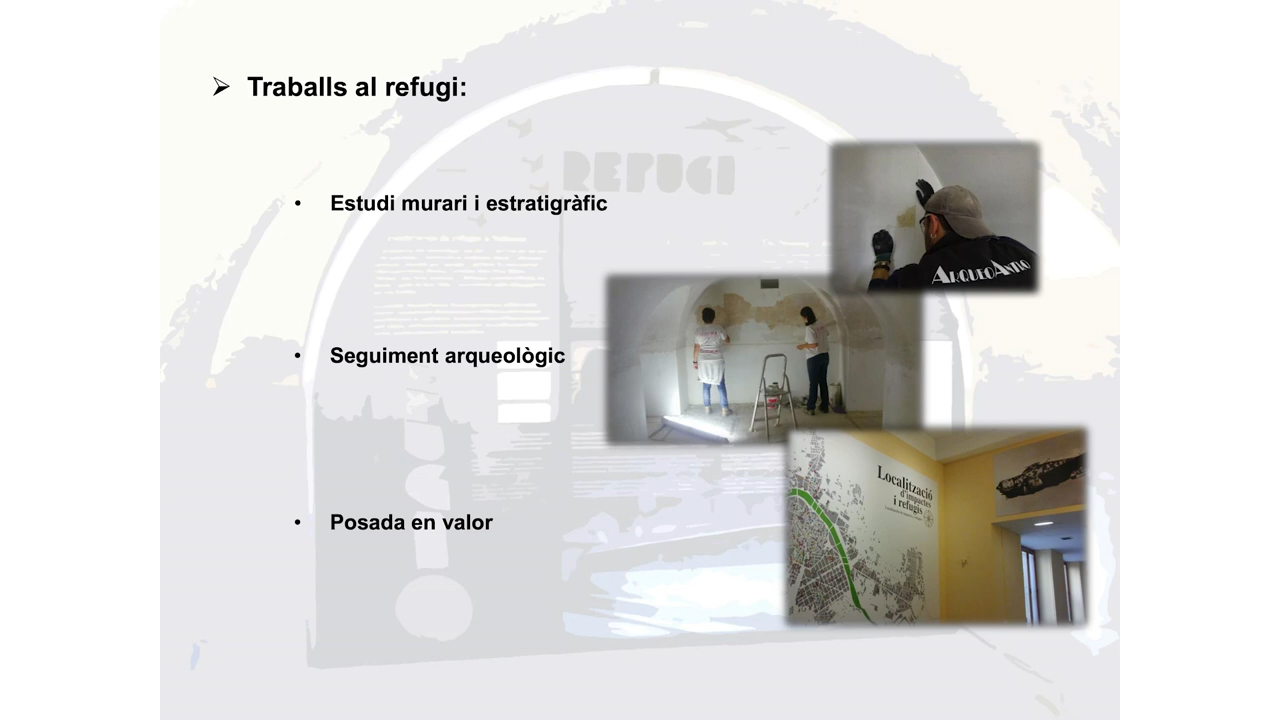 ➢ Traballs al refugi:
REFUGI
• Estudi murari i estratigràfic
ARQUEOANTRO
• Seguiment arqueològic
Localització
d'impactes
i refugis
• Posada en valor